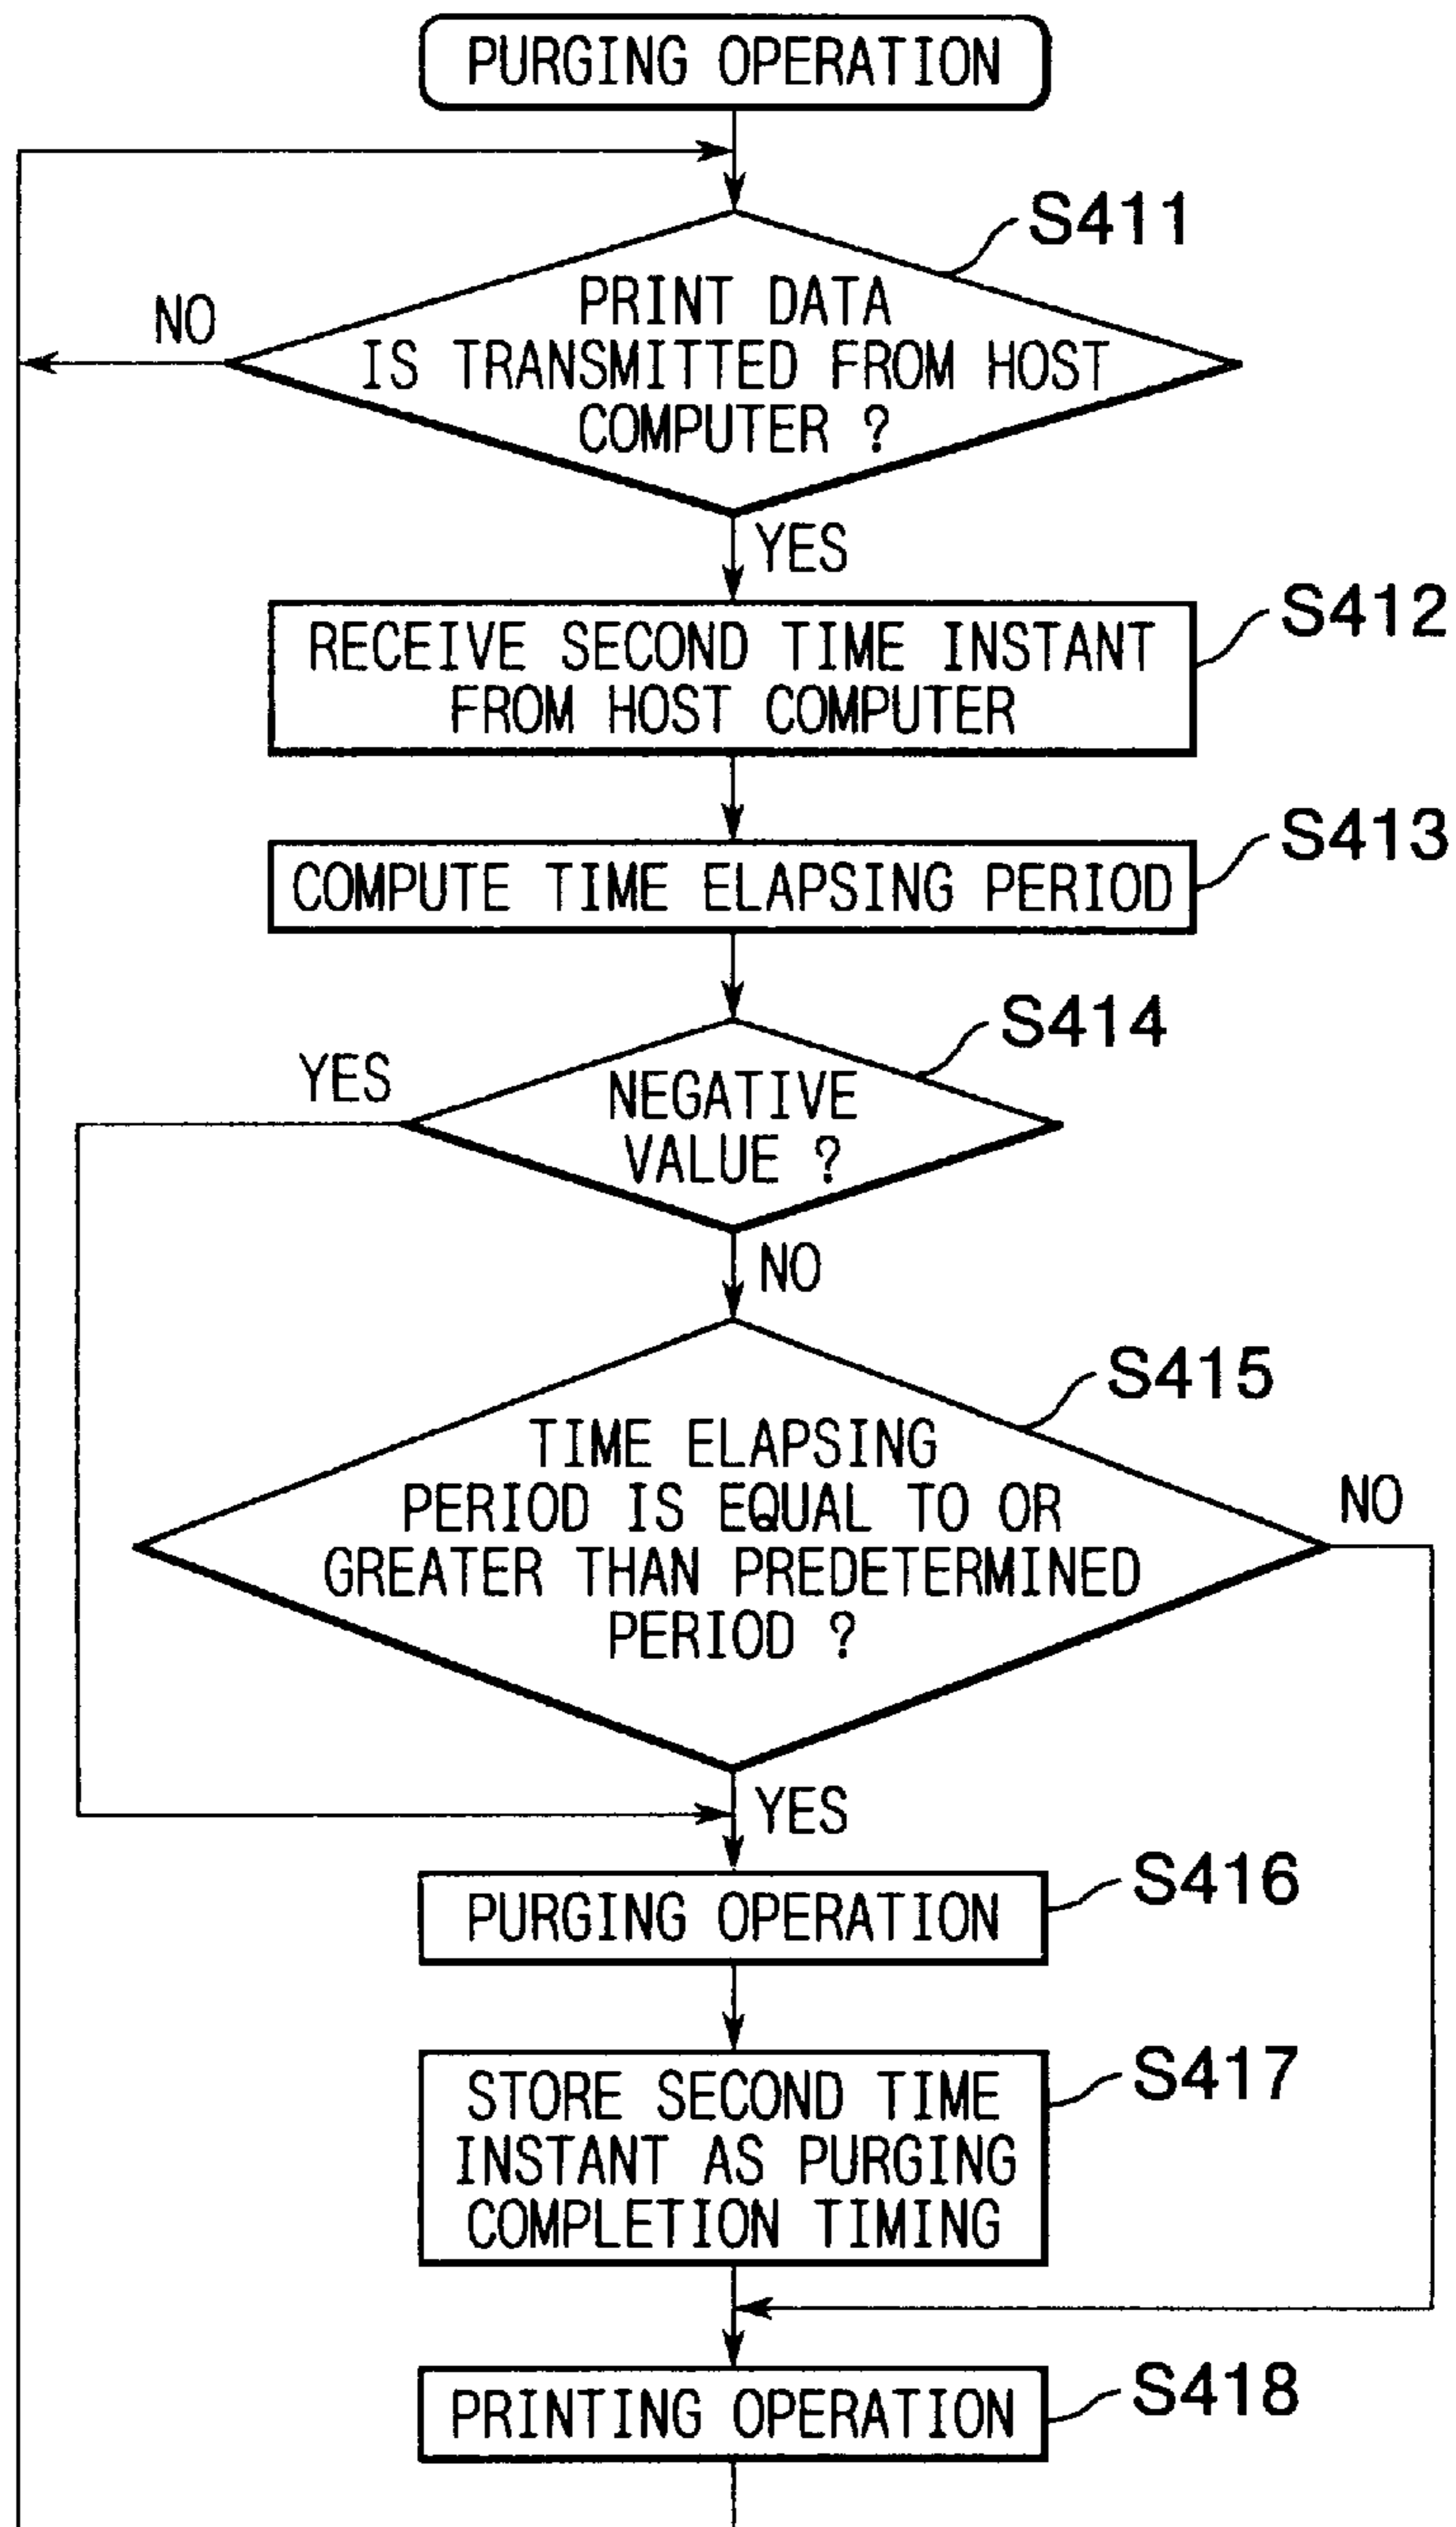 PURGING OPERATION
S411
NO
PRINT DATA
IS TRANSMITTED FROM HOST
COMPUTER ?
YES
S412
RECEIVE SECOND TIME INSTANT
FROM HOST COMPUTER
S413
COMPUTE TIME ELAPSING PERIOD
S414
YES
NEGATIVE
VALUE ?
NO
S415
TIME ELAPSING
PERIOD IS EQUAL TO OR
GREATER THAN PREDETERMINED
PERIOD ?
NO
YES
S416
PURGING OPERATION
S417
STORE SECOND TIME
INSTANT AS PURGING
COMPLETION TIMING
S418
PRINTING OPERATION